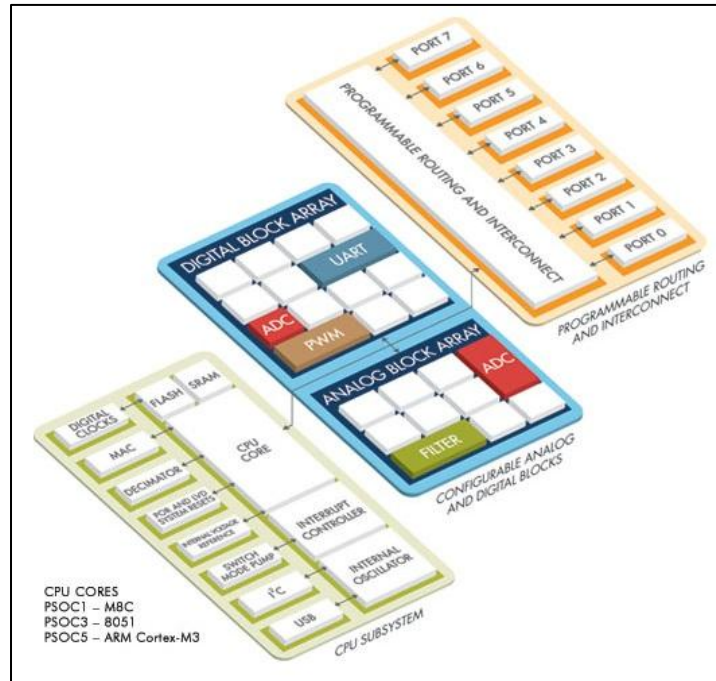 PORT 7
PORT 6
PORT 5
PORT 4
PORT 3
PORT 2
PORT 1
PORT 0
PROGRAMMABLE ROUTING AND INTERCONNECT
PROGRAMMABLE ROUTING
AND INTERCONNECT
DIGITAL BLOCK ARRAY
UART
ADC
PWM
ANALOG BLOCK ARRAY
ADC
FILTER
CONFIGURABLE ANALOG
AND DIGITAL BLOCKS
FLASH
SRAM
CPU
CORE
INTERRUPT
CONTROLLER
INTERNAL
OSCILLATOR
DIGITAL
CLOCKS
MAC
DECIMATOR
POR AND LVD
SYSTEM RESETS
INTERNAL VOLTAGE
REFERENCE
SWITCH
MODE PUMP
I²C
USB
CPU SUBSYSTEM
CPU CORES
PSOC1 – M8C
PSOC3 – 8051
PSOC5 – ARM Cortex-M3